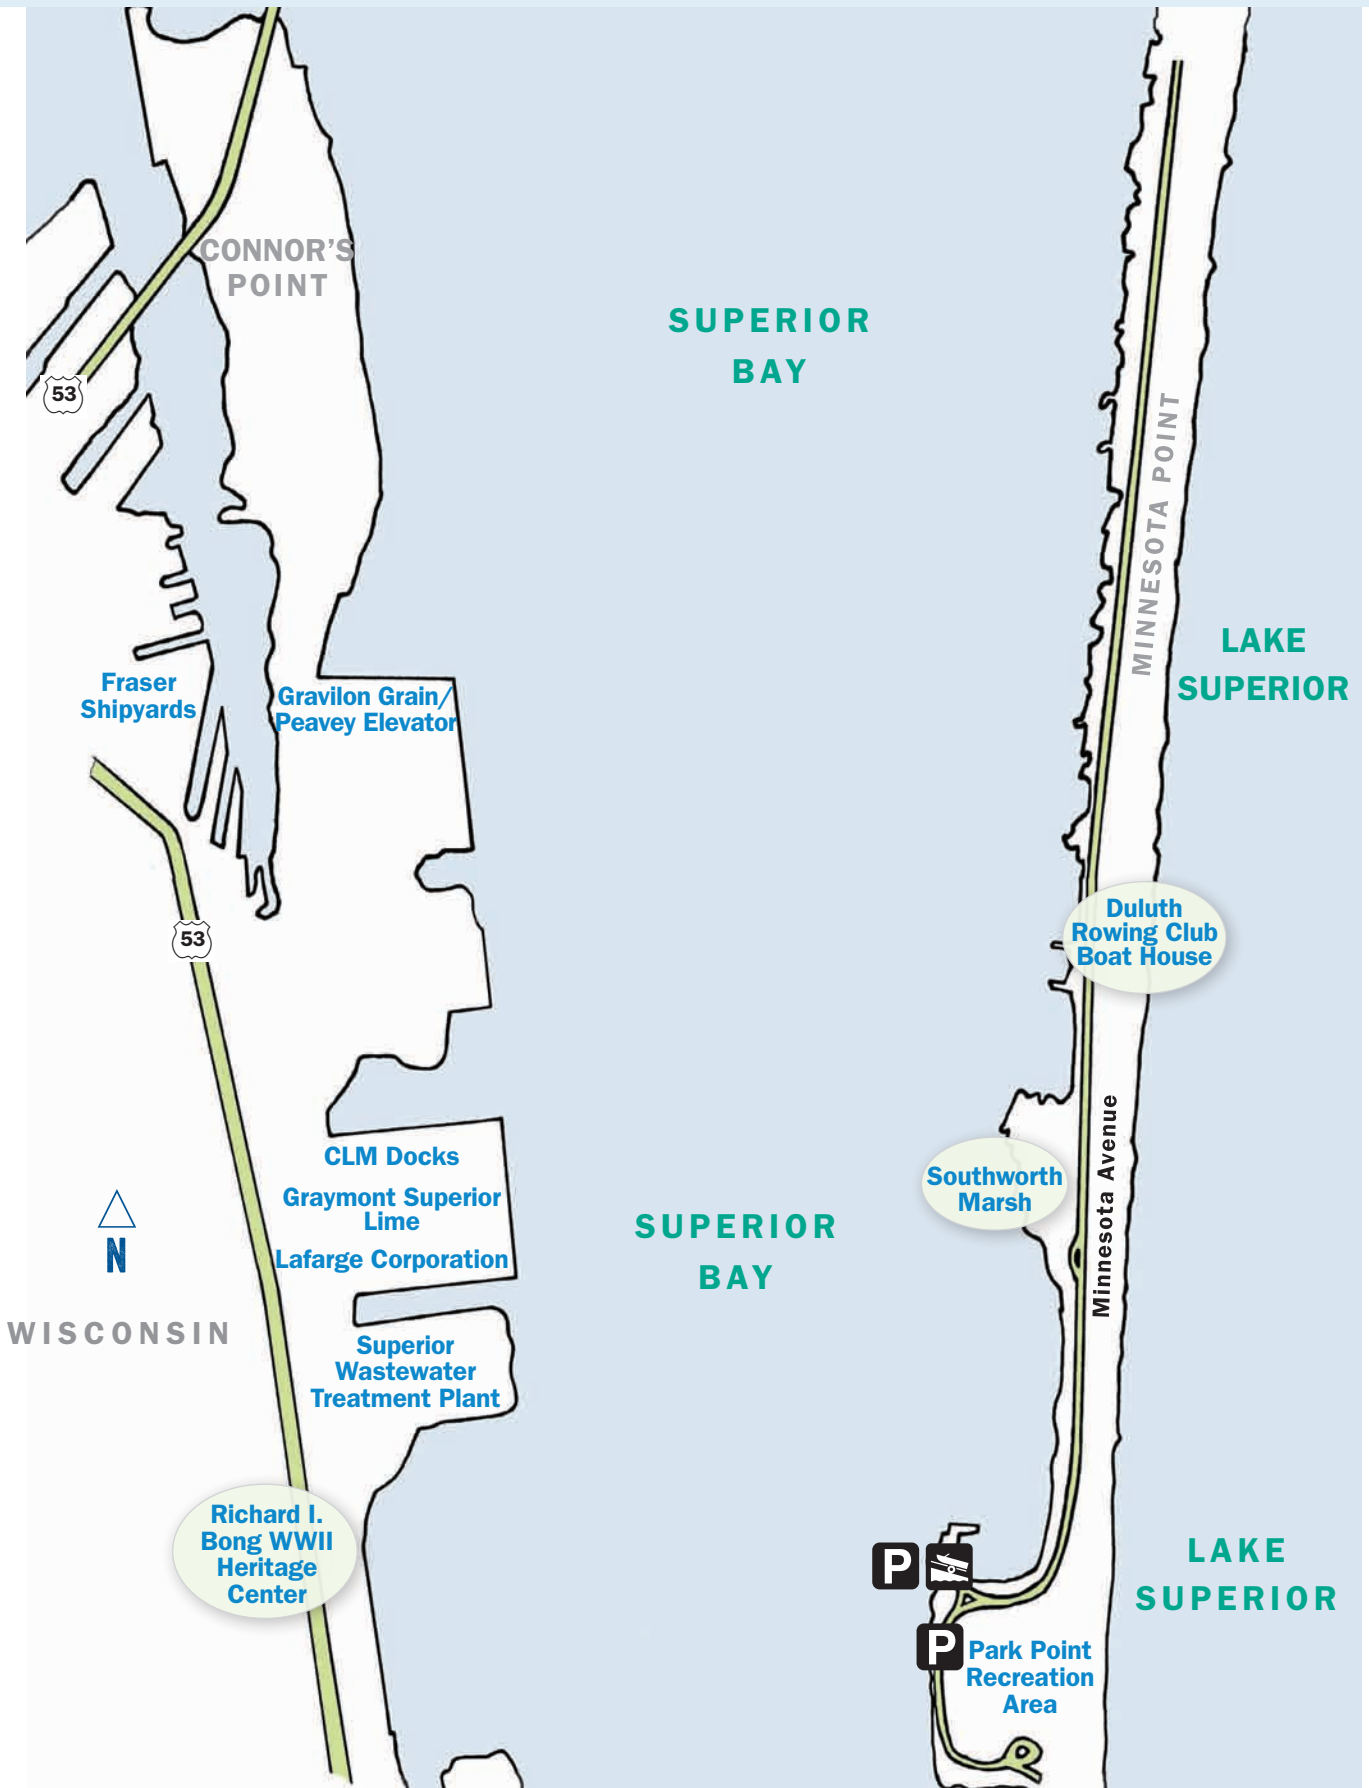 CONNOR'S
POINT
SUPERIOR
BAY
53
MINNESOTA POINT
LAKE
SUPERIOR
Fraser
Shipyards
Gravilon Grain/
Peavey Elevator
Duluth
Rowing Club
Boat House
53
Minnesota Avenue
CLM Docks
Graymont Superior
Lime
Lafarge Corporation
Southworth
Marsh
SUPERIOR
BAY
N
WISCONSIN
Superior
Wastewater
Treatment Plant
Richard I.
Bong WWII
Heritage
Center
P
LAKE
SUPERIOR
P
Park Point
Recreation
Area